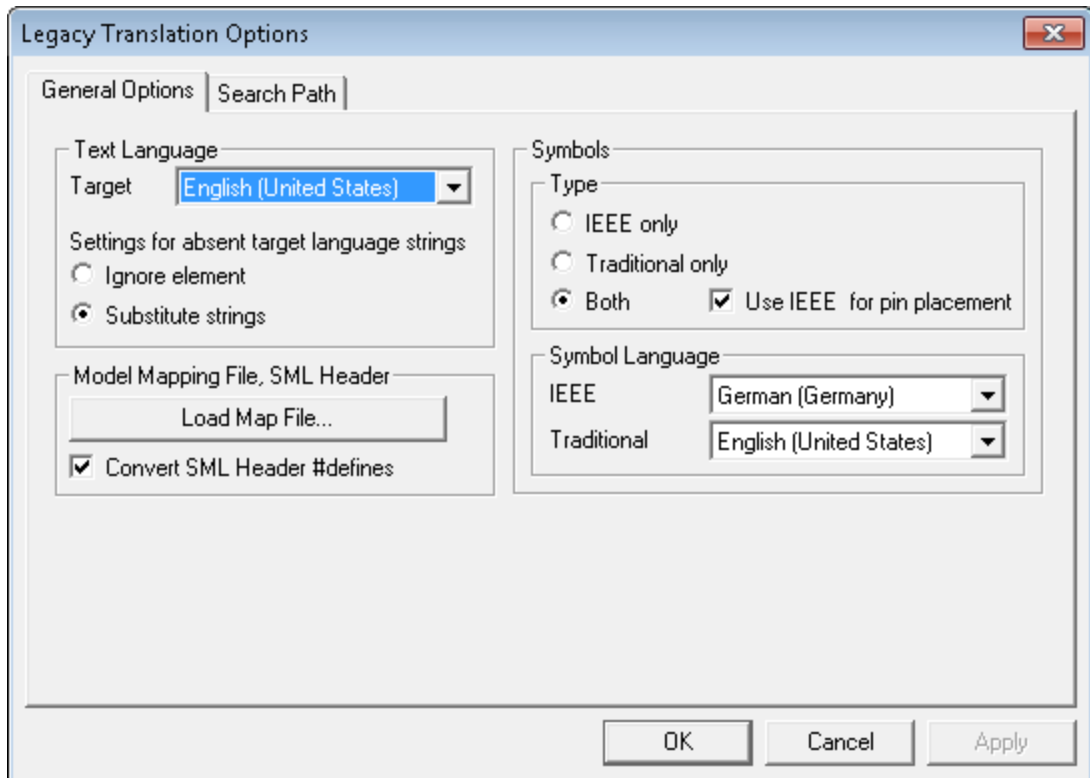 Legacy Translation Options
General Options
Search Path
Text Language
Target English (United States)
Settings for absent target language strings
Ignore element
Substitute strings
Model Mapping File, SML Header
Load Map File...
Convert SML Header #defines
Symbols
Type
IEEE only
Traditional only
Both Use IEEE for pin placement
Symbol Language
IEEE German (Germany)
Traditional English (United States)
OK Cancel Apply